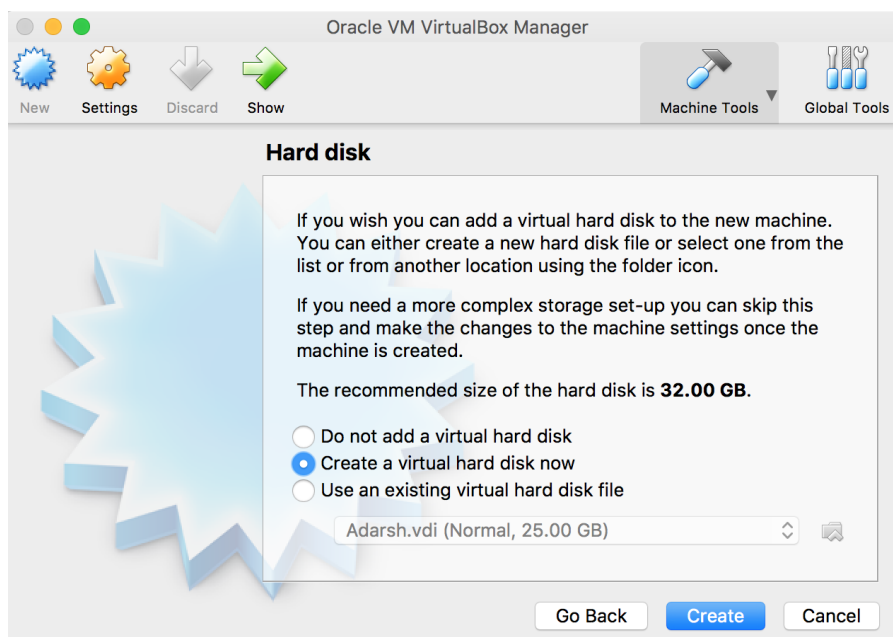 Oracle VM VirtualBox Manager
New Settings Discard Show Machine Tools Global Tools
Hard disk
If you wish you can add a virtual hard disk to the new machine.
You can either create a new hard disk file or select one from the
list or from another location using the folder icon.
If you need a more complex storage set-up you can skip this
step and make the changes to the machine settings once the
machine is created.
The recommended size of the hard disk is 32.00 GB.
Do not add a virtual hard disk
Create a virtual hard disk now
Use an existing virtual hard disk file
Adarsh.vdi (Normal, 25.00 GB)
Go Back Create Cancel